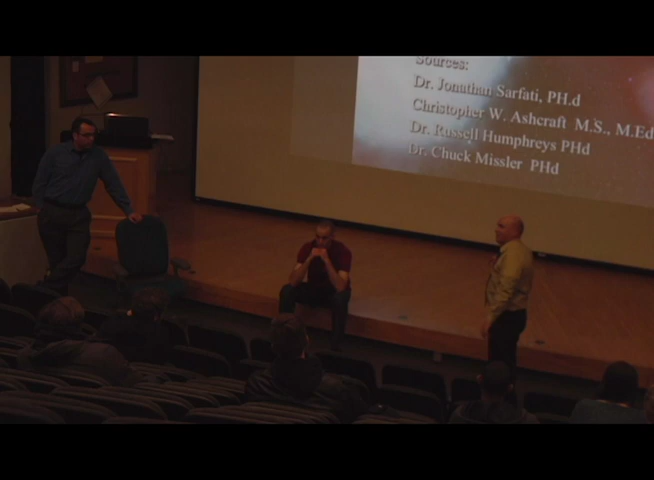 Sources:
Dr. Jonathan Sarfati, PH.d
Christopher W. Ashcraft M.S., M.Ed
Dr. Russell Humphreys PHd
Dr. Chuck Missler PHd